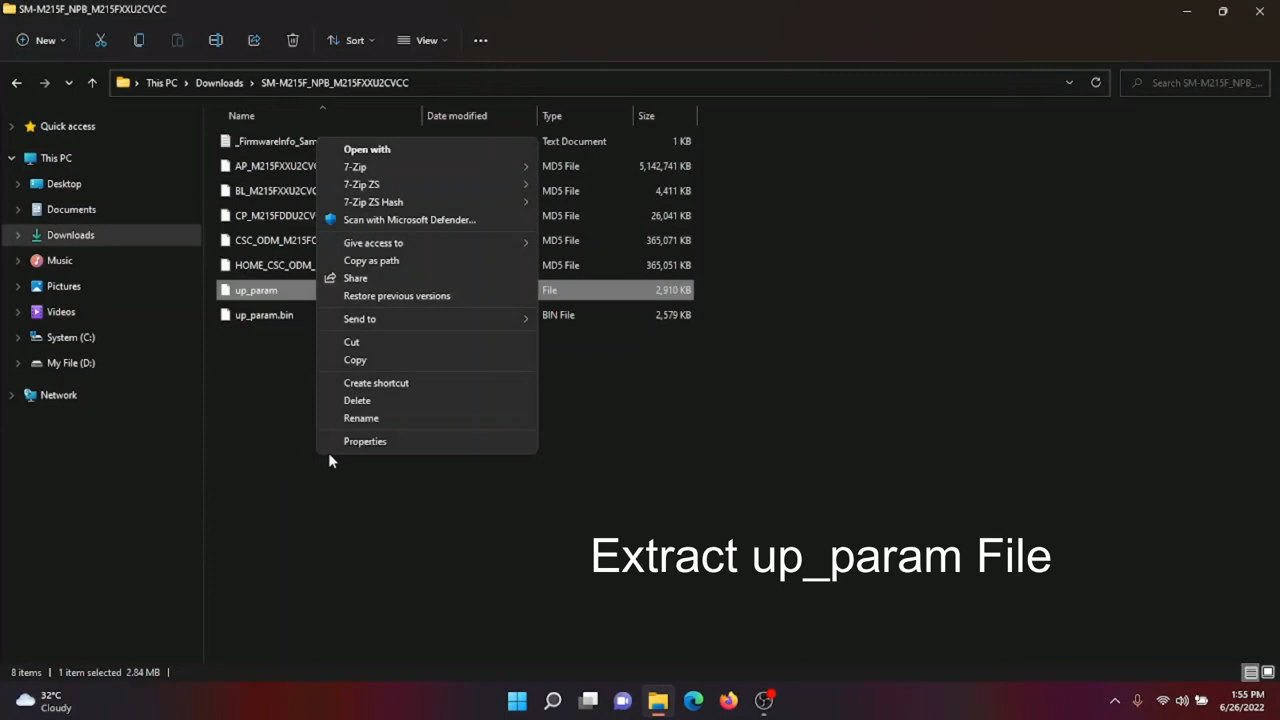 SM-M215F_NPB_M215FXXU2CVCC
New
Sort
View
This PC
Downloads
SM-M215F_NPB_M215FXXU2CVCC
Search SM-M215F_NPB_...
Name
Date modified
Type
Size
Quick access
This PC
Desktop
Documents
Downloads
Music
Pictures
Videos
System (C:)
My File (D:)
Network
_FirmwareInfo_Sam
Text Document
1 KB
AP_M215FXXU2CV
MD5 File
5,142,741 KB
BL_M215FXXU2CV
MD5 File
4,411 KB
CP_M215FDDU2CV
MD5 File
26,041 KB
CSC_ODM_M215F
MD5 File
365,071 KB
HOME_CSC_ODM_
MD5 File
365,051 KB
up_param
File
2,910 KB
up_param.bin
BIN File
2,579 KB
Open with
7-Zip
7-Zip ZS
7-Zip ZS Hash
Scan with Microsoft Defender...
Give access to
Copy as path
Share
Restore previous versions
Send to
Cut
Copy
Create shortcut
Delete
Rename
Properties
Extract up_param File
8 items
1 item selected 2.84 MB
32°C
Cloudy
1:55 PM
6/26/2022